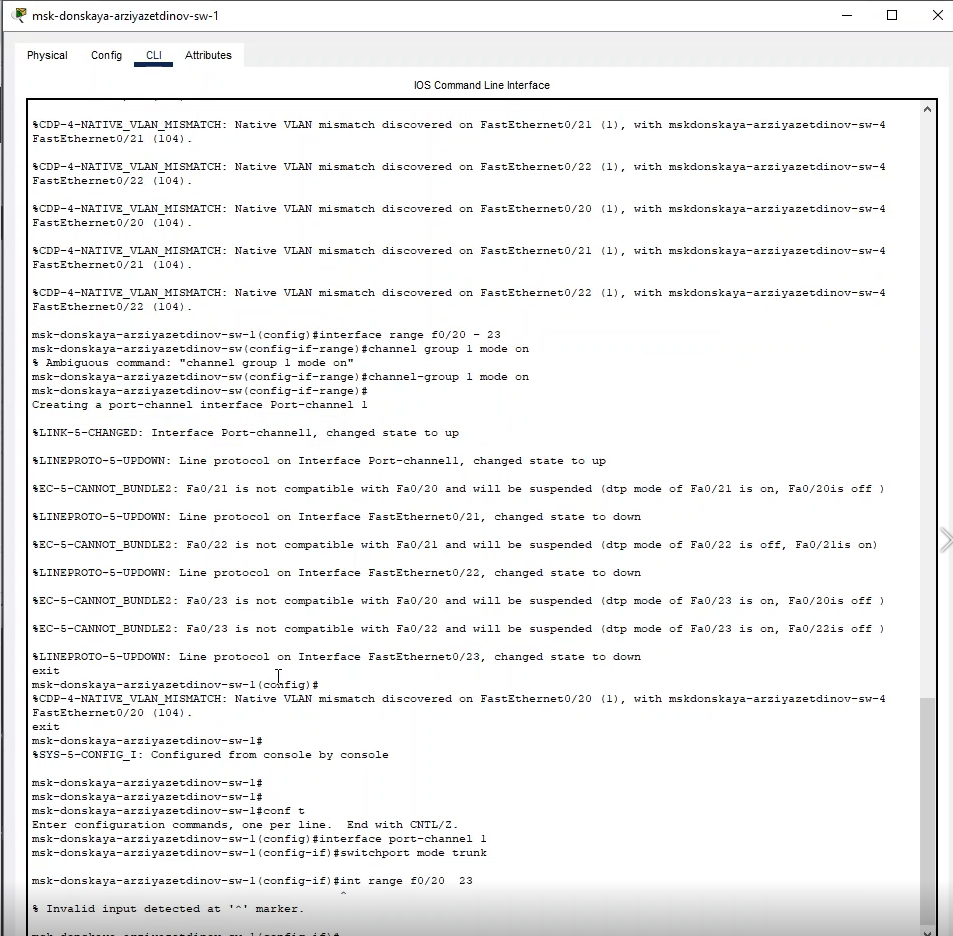 msk-donskaya-arziyazetdinov-sw-1
Physical Config CLI Attributes
IOS Command Line Interface
%CDP-4-NATIVE_VLAN_MISMATCH: Native VLAN mismatch discovered on FastEthernet0/21 (1), with mskdonskaya-arziyazetdinov-sw-4
FastEthernet0/21 (104).
%CDP-4-NATIVE_VLAN_MISMATCH: Native VLAN mismatch discovered on FastEthernet0/22 (1), with mskdonskaya-arziyazetdinov-sw-4
FastEthernet0/22 (104).
%CDP-4-NATIVE_VLAN_MISMATCH: Native VLAN mismatch discovered on FastEthernet0/20 (1), with mskdonskaya-arziyazetdinov-sw-4
FastEthernet0/20 (104).
%CDP-4-NATIVE_VLAN_MISMATCH: Native VLAN mismatch discovered on FastEthernet0/21 (1), with mskdonskaya-arziyazetdinov-sw-4
FastEthernet0/21 (104).
%CDP-4-NATIVE_VLAN_MISMATCH: Native VLAN mismatch discovered on FastEthernet0/22 (1), with mskdonskaya-arziyazetdinov-sw-4
FastEthernet0/22 (104).
msk-donskaya-arziyazetdinov-sw-1(config)#interface range f0/20 - 23
msk-donskaya-arziyazetdinov-sw(config-if-range)#channel group 1 mode on
% Ambiguous command: "channel group 1 mode on"
msk-donskaya-arziyazetdinov-sw(config-if-range)#channel-group 1 mode on
msk-donskaya-arziyazetdinov-sw(config-if-range)#
Creating a port-channel interface Port-channel 1
%LINK-5-CHANGED: Interface Port-channel1, changed state to up
%LINEPROTO-5-UPDOWN: Line protocol on Interface Port-channel1, changed state to up
%EC-5-CANNOT_BUNDLE2: Fa0/21 is not compatible with Fa0/20 and will be suspended (dtp mode of Fa0/21 is on, Fa0/20is off )
%LINEPROTO-5-UPDOWN: Line protocol on Interface FastEthernet0/21, changed state to down
%EC-5-CANNOT_BUNDLE2: Fa0/22 is not compatible with Fa0/21 and will be suspended (dtp mode of Fa0/22 is off, Fa0/21is on)
%LINEPROTO-5-UPDOWN: Line protocol on Interface FastEthernet0/22, changed state to down
%EC-5-CANNOT_BUNDLE2: Fa0/23 is not compatible with Fa0/20 and will be suspended (dtp mode of Fa0/23 is on, Fa0/20is off )
%EC-5-CANNOT_BUNDLE2: Fa0/23 is not compatible with Fa0/22 and will be suspended (dtp mode of Fa0/23 is on, Fa0/22is off )
%LINEPROTO-5-UPDOWN: Line protocol on Interface FastEthernet0/23, changed state to down
exit
msk-donskaya-arziyazetdinov-sw-1(config)#
%CDP-4-NATIVE_VLAN_MISMATCH: Native VLAN mismatch discovered on FastEthernet0/20 (1), with mskdonskaya-arziyazetdinov-sw-4
FastEthernet0/20 (104).
exit
msk-donskaya-arziyazetdinov-sw-1#
%SYS-5-CONFIG_I: Configured from console by console
msk-donskaya-arziyazetdinov-sw-1#
msk-donskaya-arziyazetdinov-sw-1#
msk-donskaya-arziyazetdinov-sw-1#conf t
Enter configuration commands, one per line.  End with CNTL/Z.
msk-donskaya-arziyazetdinov-sw-1(config)#interface port-channel 1
msk-donskaya-arziyazetdinov-sw-1(config-if)#switchport mode trunk
msk-donskaya-arziyazetdinov-sw-1(config-if)#int range f0/20  23
^
% Invalid input detected at '^' marker.
msk-donskaya-arziyazetdinov-sw-1(config-if)#